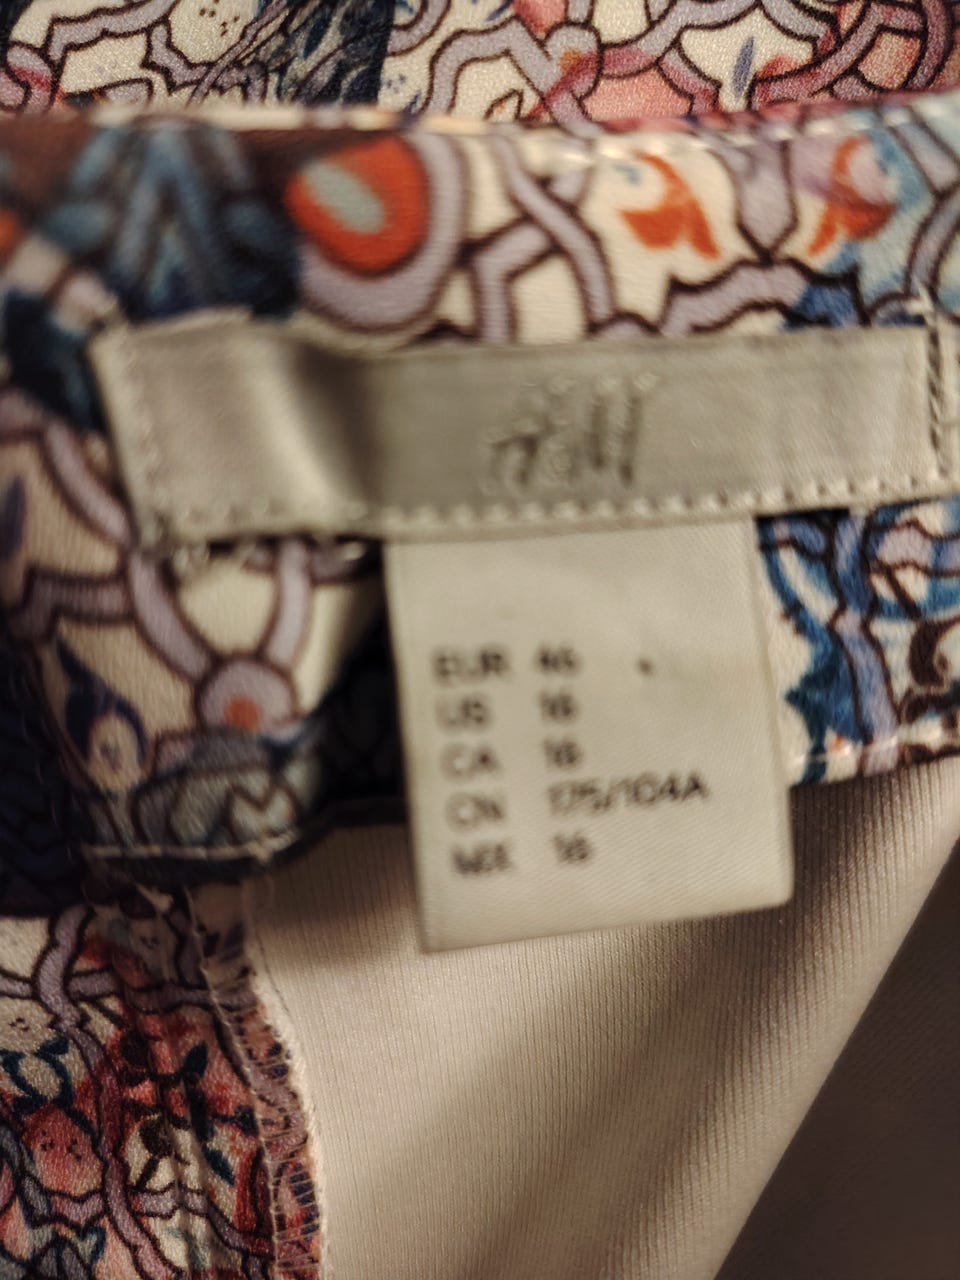 H&M
EUR 46
US 16
CA 16
CN 175/104A
MX 16